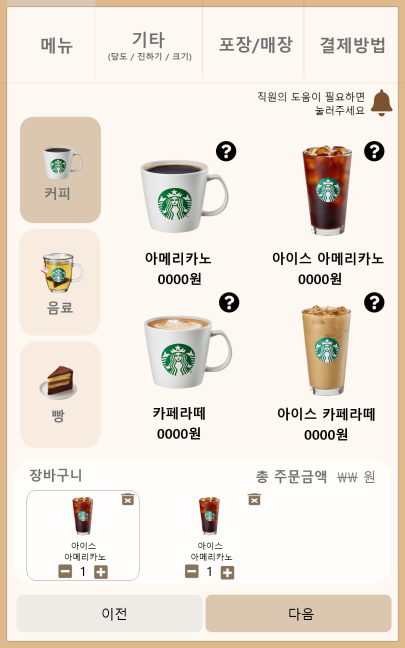 메뉴
기타
(당도 / 진하기 / 크기)
포장/매장
결제방법
직원의 도움이 필요하면
눌러주세요
커피
음료
빵
?
아메리카노
0000원
?
아이스 아메리카노
0000원
?
카페라떼
0000원
?
아이스 카페라떼
0000원
장바구니
총 주문금액 ₩₩ 원
아이스
아메리카노
- 1 +
아이스
아메리카노
- 1 +
이전
다음